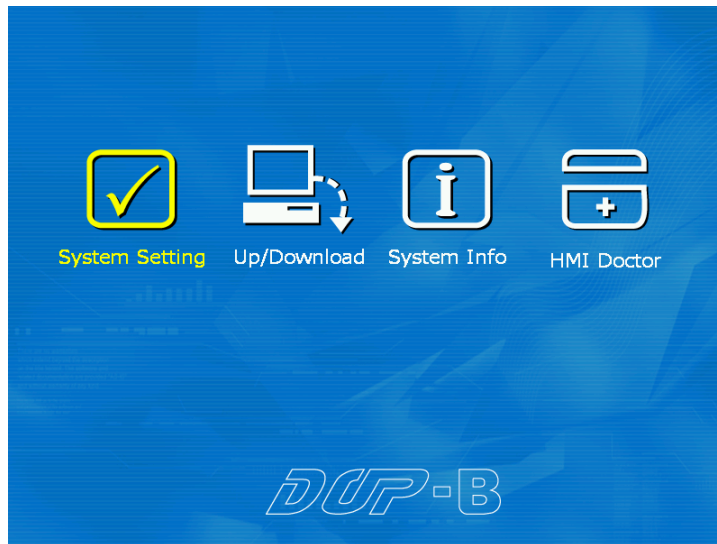 System Setting
Up/Download
System Info
HMI Doctor
DOP-B